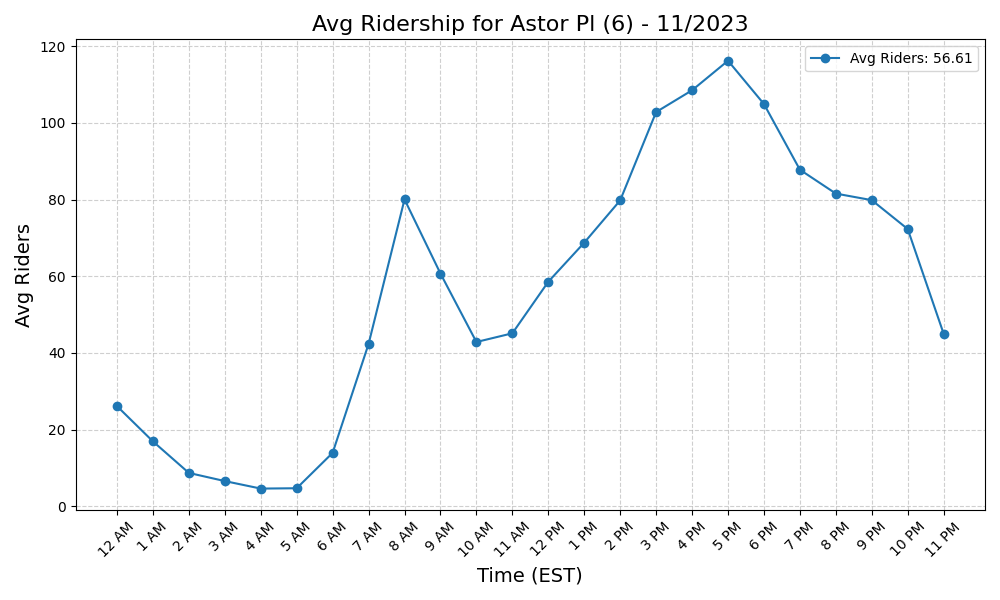 Avg Ridership for Astor Pl (6) - 11/2023
Avg Riders: 56.61
Avg Riders
120
100
80
60
40
20
0
12 AM
1 AM
2 AM
3 AM
4 AM
5 AM
6 AM
7 AM
8 AM
9 AM
10 AM
11 AM
12 PM
1 PM
2 PM
3 PM
4 PM
5 PM
6 PM
7 PM
8 PM
9 PM
10 PM
11 PM
Time (EST)